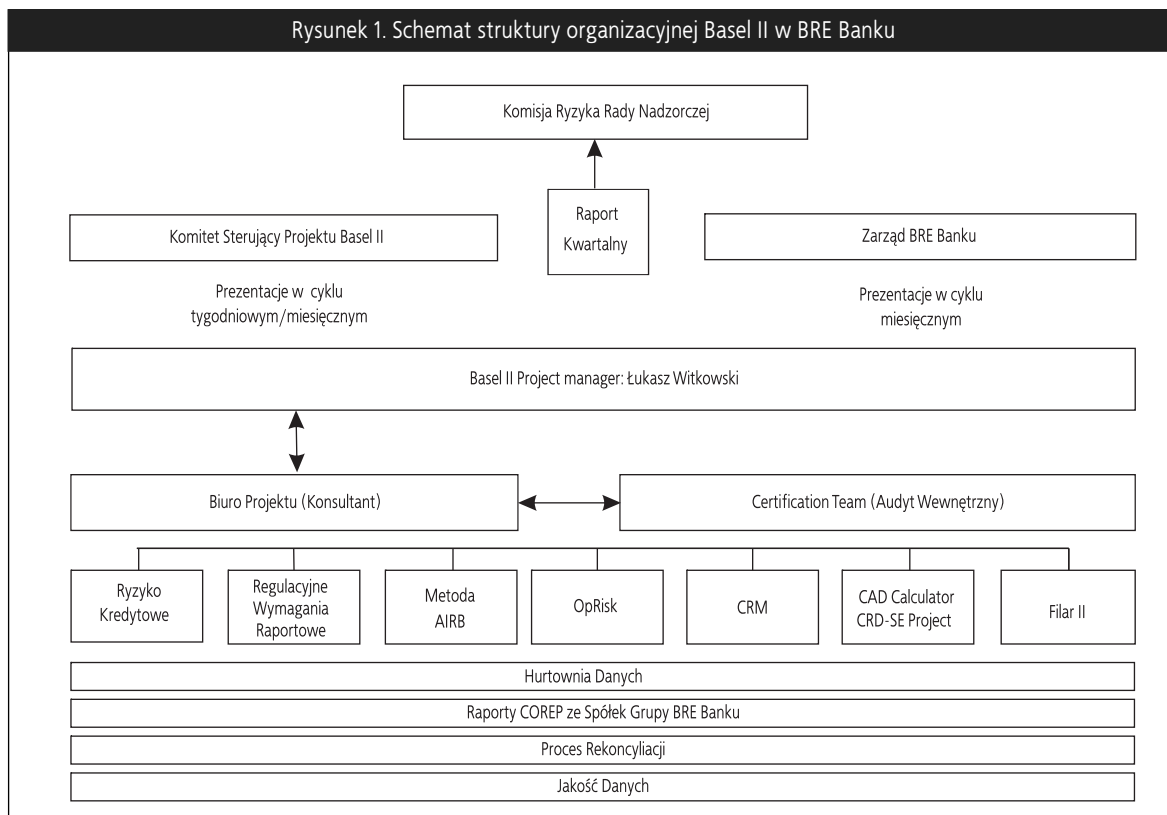 Rysunek 1. Schemat struktury organizacyjnej Basel II w BRE Banku
Komisja Ryzyka Rady Nadzorczej
Raport
Kwartalny
Komitet Sterujący Projektu Basel II
Zarząd BRE Banku
Prezentacje w cyklu
tygodniowym/miesięcznym
Prezentacje w cyklu
miesięcznym
Basel II Project manager: Łukasz Witkowski
Biuro Projektu (Konsultant)
Certification Team (Audyt Wewnętrzny)
Ryzyko
Kredytowe
Regulacyjne
Wymagania
Raportowe
Metoda
AIRB
OpRisk
CRM
CAD Calculator
CRD-SE Project
Filar II
Hurtownia Danych
Raporty COREP ze Spółek Grupy BRE Banku
Proces Rekoncyliacji
Jakość Danych